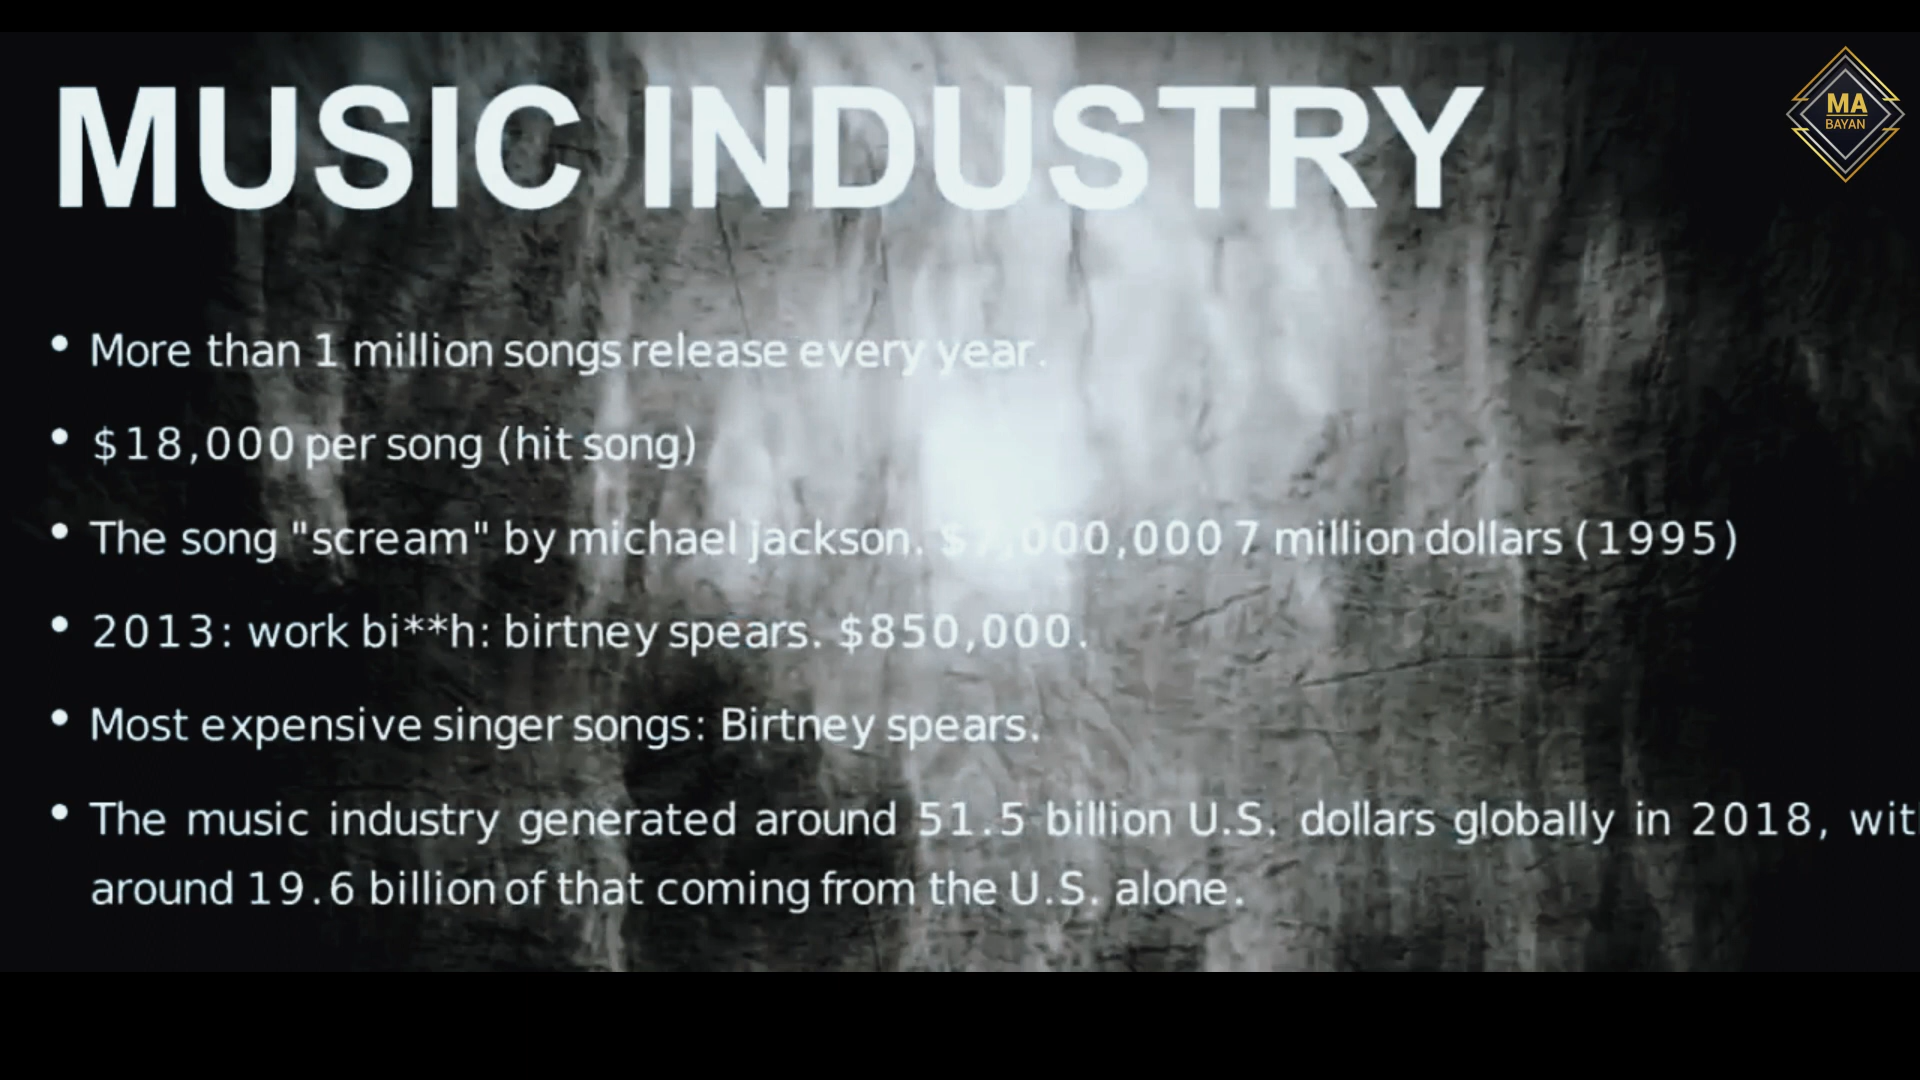 MUSIC INDUSTRY
MA
BAYAN
• More than 1 million songs release every year.
• $18,000 per song (hit song)
• The song "scream" by michael jackson. $7,000,000 7 million dollars (1995)
• 2013: work bi**h: birtney spears. $850,000.
• Most expensive singer songs: Birtney spears.
• The music industry generated around 51.5 billion U.S. dollars globally in 2018, wit
around 19.6 billion of that coming from the U.S. alone.